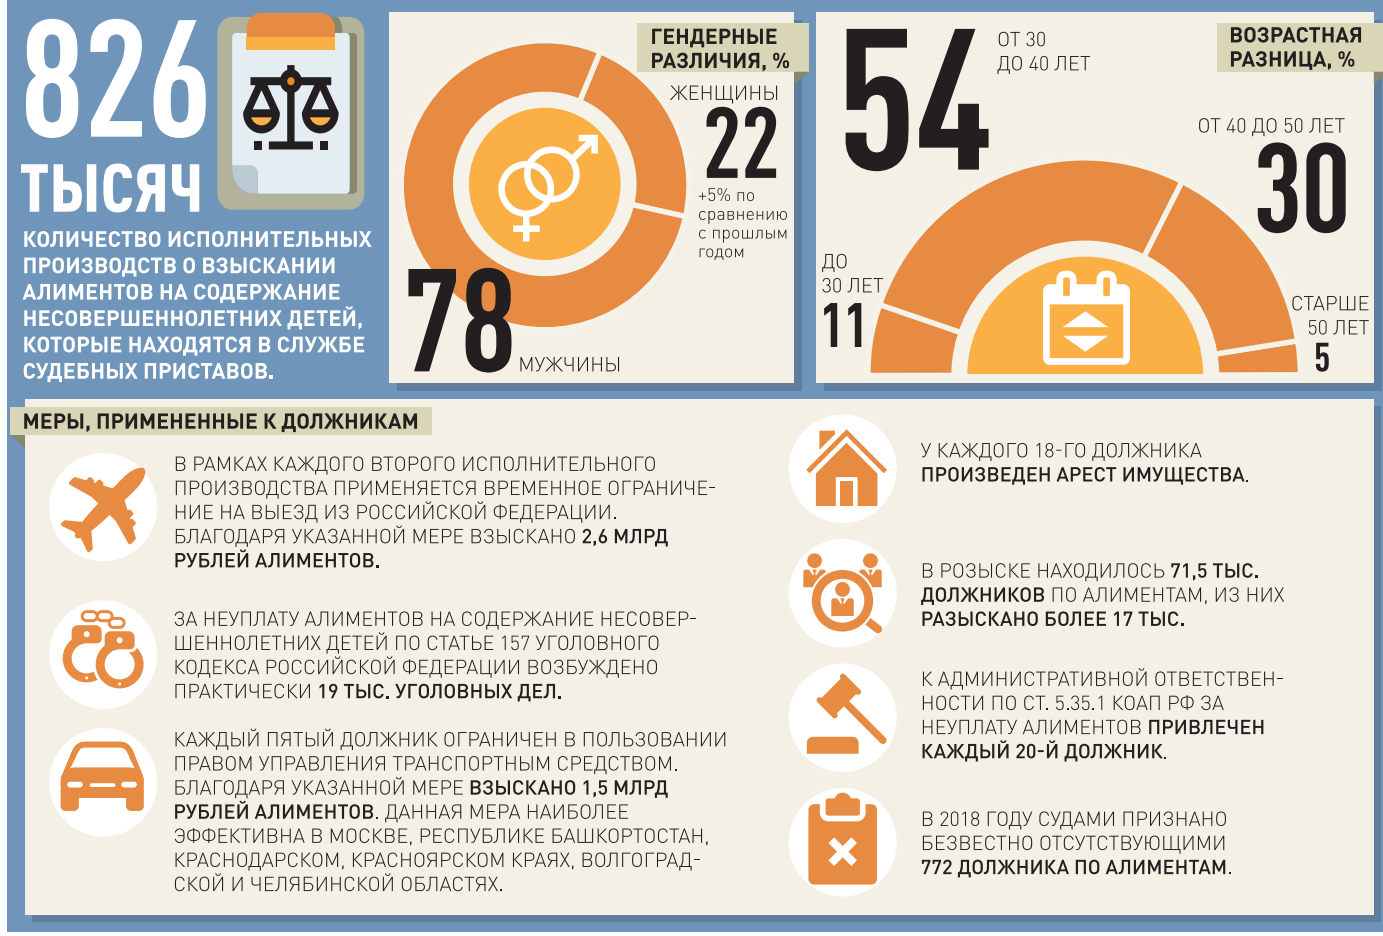 826
ТЫСЯЧ
КОЛИЧЕСТВО ИСПОЛНИТЕЛЬНЫХ
ПРОИЗВОДСТВ О ВЗЫСКАНИИ
АЛИМЕНТОВ НА СОДЕРЖАНИЕ
НЕСОВЕРШЕННОЛЕТНИХ ДЕТЕЙ,
КОТОРЫЕ НАХОДЯТСЯ В СЛУЖБЕ
СУДЕБНЫХ ПРИСТАВОВ.
ГЕНДЕРНЫЕ
РАЗЛИЧИЯ, %
ЖЕНЩИНЫ
22
+5% по
сравнению
с прошлым
годом
78
МУЖЧИНЫ
ВОЗРАСТНАЯ
РАЗНИЦА, %
54
ОТ 30
ДО 40 ЛЕТ
ОТ 40 ДО 50 ЛЕТ
30
ДО
30 ЛЕТ
11
СТАРШЕ
50 ЛЕТ
5
МЕРЫ, ПРИМЕНЕННЫЕ К ДОЛЖНИКАМ
В РАМКАХ КАЖДОГО ВТОРОГО ИСПОЛНИТЕЛЬНОГО
ПРОИЗВОДСТВА ПРИМЕНЯЕТСЯ ВРЕМЕННОЕ ОГРАНИЧЕ-
НИЕ НА ВЫЕЗД ИЗ РОССИЙСКОЙ ФЕДЕРАЦИИ.
БЛАГОДАРЯ УКАЗАННОЙ МЕРЕ ВЗЫСКАНО 2,6 МЛРД
РУБЛЕЙ АЛИМЕНТОВ.
ЗА НЕУПЛАТУ АЛИМЕНТОВ НА СОДЕРЖАНИЕ НЕСОВЕР-
ШЕННОЛЕТНИХ ДЕТЕЙ ПО СТАТЬЕ 157 УГОЛОВНОГО
КОДЕКСА РОССИЙСКОЙ ФЕДЕРАЦИИ ВОЗБУЖДЕНО
ПРАКТИЧЕСКИ 19 ТЫС. УГОЛОВНЫХ ДЕЛ.
КАЖДЫЙ ПЯТЫЙ ДОЛЖНИК ОГРАНИЧЕН В ПОЛЬЗОВАНИИ
ПРАВОМ УПРАВЛЕНИЯ ТРАНСПОРТНЫМ СРЕДСТВОМ.
БЛАГОДАРЯ УКАЗАННОЙ МЕРЕ ВЗЫСКАНО 1,5 МЛРД
РУБЛЕЙ АЛИМЕНТОВ. ДАННАЯ МЕРА НАИБОЛЕЕ
ЭФФЕКТИВНА В МОСКВЕ, РЕСПУБЛИКЕ БАШКОРТОСТАН,
КРАСНОДАРСКОМ, КРАСНОЯРСКОМ КРАЯХ, ВОЛГОГРАД-
СКОЙ И ЧЕЛЯБИНСКОЙ ОБЛАСТЯХ.
У КАЖДОГО 18-ГО ДОЛЖНИКА
ПРОИЗВЕДЕН АРЕСТ ИМУЩЕСТВА.
В РОЗЫСКЕ НАХОДИЛОСЬ 71,5 ТЫС.
ДОЛЖНИКОВ ПО АЛИМЕНТАМ, ИЗ НИХ
РАЗЫСКАНО БОЛЕЕ 17 ТЫС.
К АДМИНИСТРАТИВНОЙ ОТВЕТСТВЕН-
НОСТИ ПО СТ. 5.35.1 КОАП РФ ЗА
НЕУПЛАТУ АЛИМЕНТОВ ПРИВЛЕЧЕН
КАЖДЫЙ 20-Й ДОЛЖНИК.
В 2018 ГОДУ СУДАМИ ПРИЗНАНО
БЕЗВЕСТНО ОТСУТСТВУЮЩИМИ
772 ДОЛЖНИКА ПО АЛИМЕНТАМ.